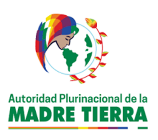 Autoridad Plurinacional de la
MADRE TIERRA